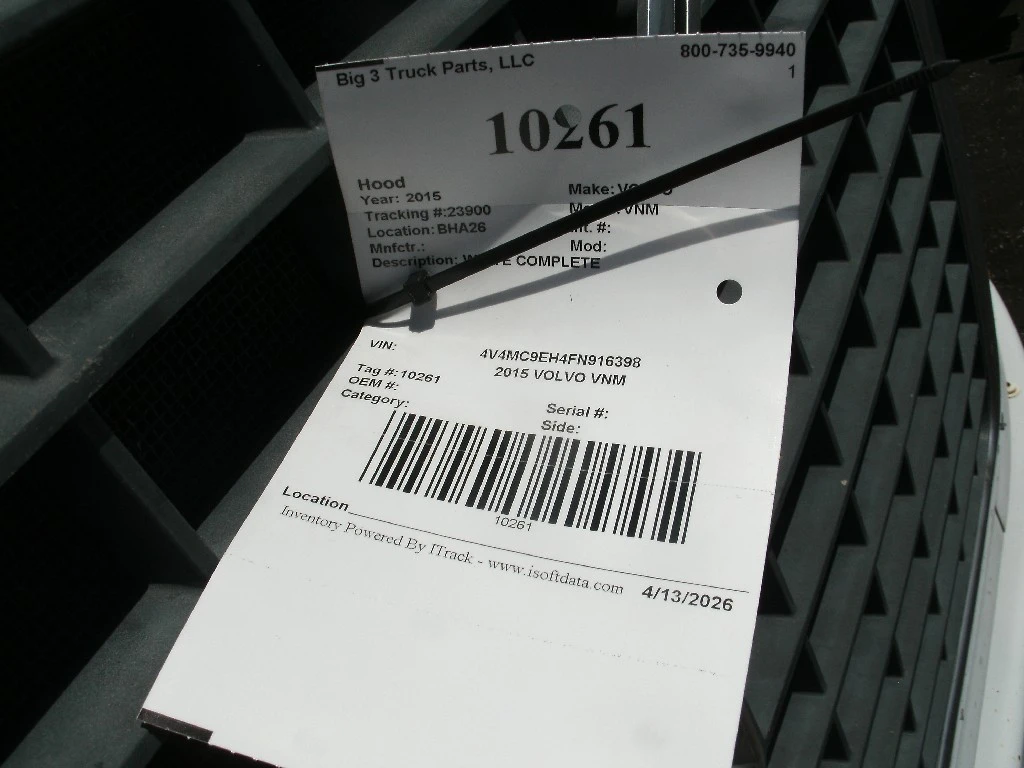 Big 3 Truck Parts, LLC 800-735-9940
1
10261
Hood
Year: 2015 Make:
Tracking #:23900 VNM
Location: BHA26 #:
Mnfctr.: Mod:
Description: COMPLETE
VIN: 4V4MC9EH4FN916398
2015 VOLVO VNM
Tag #: 10261
OEM #: Serial #:
Category: Side:
10261
Location
Inventory Powered By ITrack - www.isoftdata.com 4/13/2026